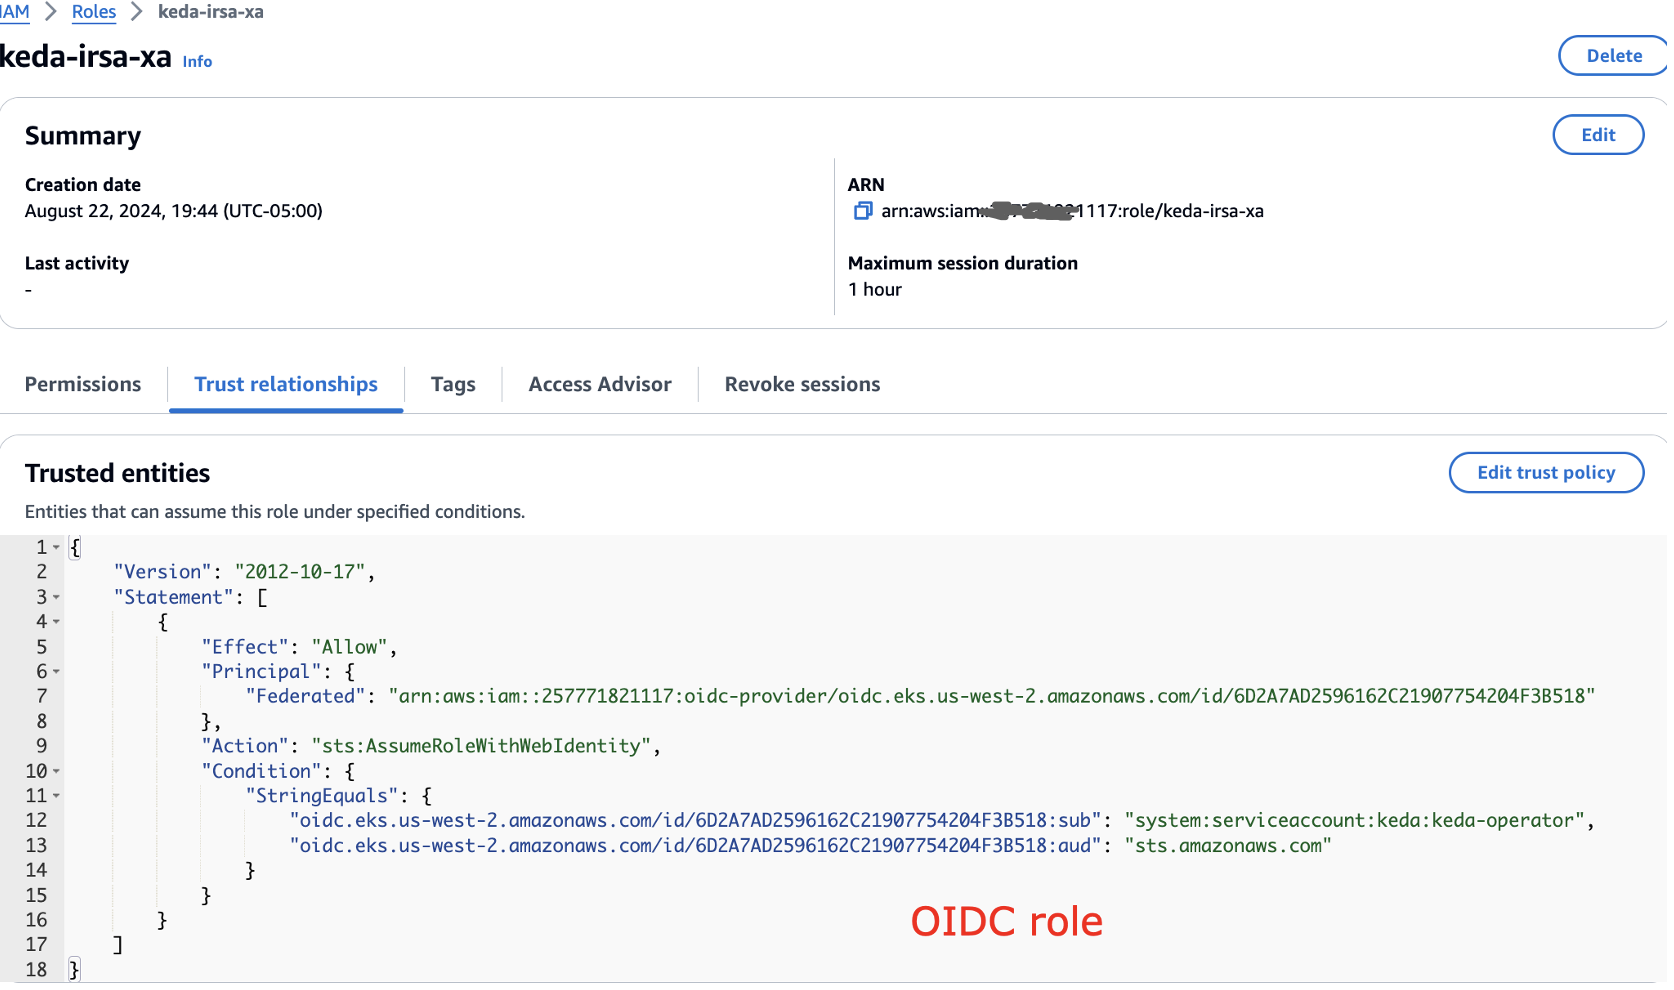 IAM > Roles > keda-irsa-xa
keda-irsa-xa Info
Delete
Summary
Edit
Creation date
August 22, 2024, 19:44 (UTC-05:00)
ARN
arn:aws:iam::1117:role/keda-irsa-xa
Last activity
-
Maximum session duration
1 hour
Permissions
Trust relationships
Tags
Access Advisor
Revoke sessions
Trusted entities
Edit trust policy
Entities that can assume this role under specified conditions.
1 {
2 "Version": "2012-10-17",
3 "Statement": [
4 {
5 "Effect": "Allow",
6 "Principal": {
7 "Federated": "arn:aws:iam::257771821117:oidc-provider/oidc.eks.us-west-2.amazonaws.com/id/6D2A7AD2596162C21907754204F3B518"
8 },
9 "Action": "sts:AssumeRoleWithWebIdentity",
10 "Condition": {
11 "StringEquals": {
12 "oidc.eks.us-west-2.amazonaws.com/id/6D2A7AD2596162C21907754204F3B518:sub": "system:serviceaccount:keda:keda-operator",
13 "oidc.eks.us-west-2.amazonaws.com/id/6D2A7AD2596162C21907754204F3B518:aud": "sts.amazonaws.com"
14 }
15 }
16 }
17 ]
18 }
OIDC role